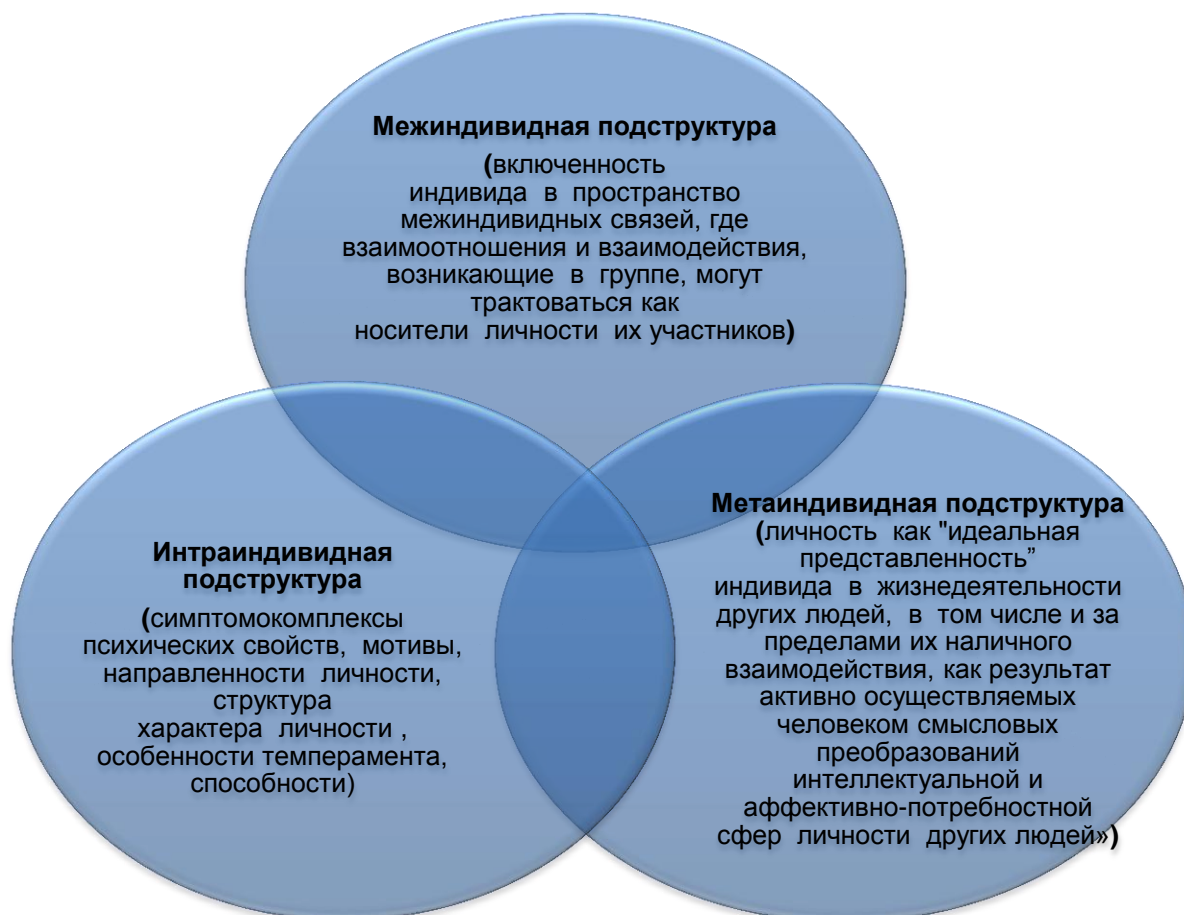 Межиндивидная подструктура
(включенность
индивида в пространство
межиндивидных связей, где
взаимоотношения и взаимодействия,
возникающие в группе, могут
трактоваться как
носители личности их участников)
Интраиндивидная
подструктура
(симптомокомплексы
психических свойств, мотивы,
направленности личности,
структура
характера личности ,
особенности темперамента,
способности)
Метаиндивидная подструктура
(личность как "идеальная
представленность”
индивида в жизнедеятельности
других людей, в том числе и за
пределами их наличного
взаимодействия, как результат
активно осуществляемых
человеком смысловых
преобразований
интеллектуальной и
аффективно-потребностной
сфер личности других людей»)